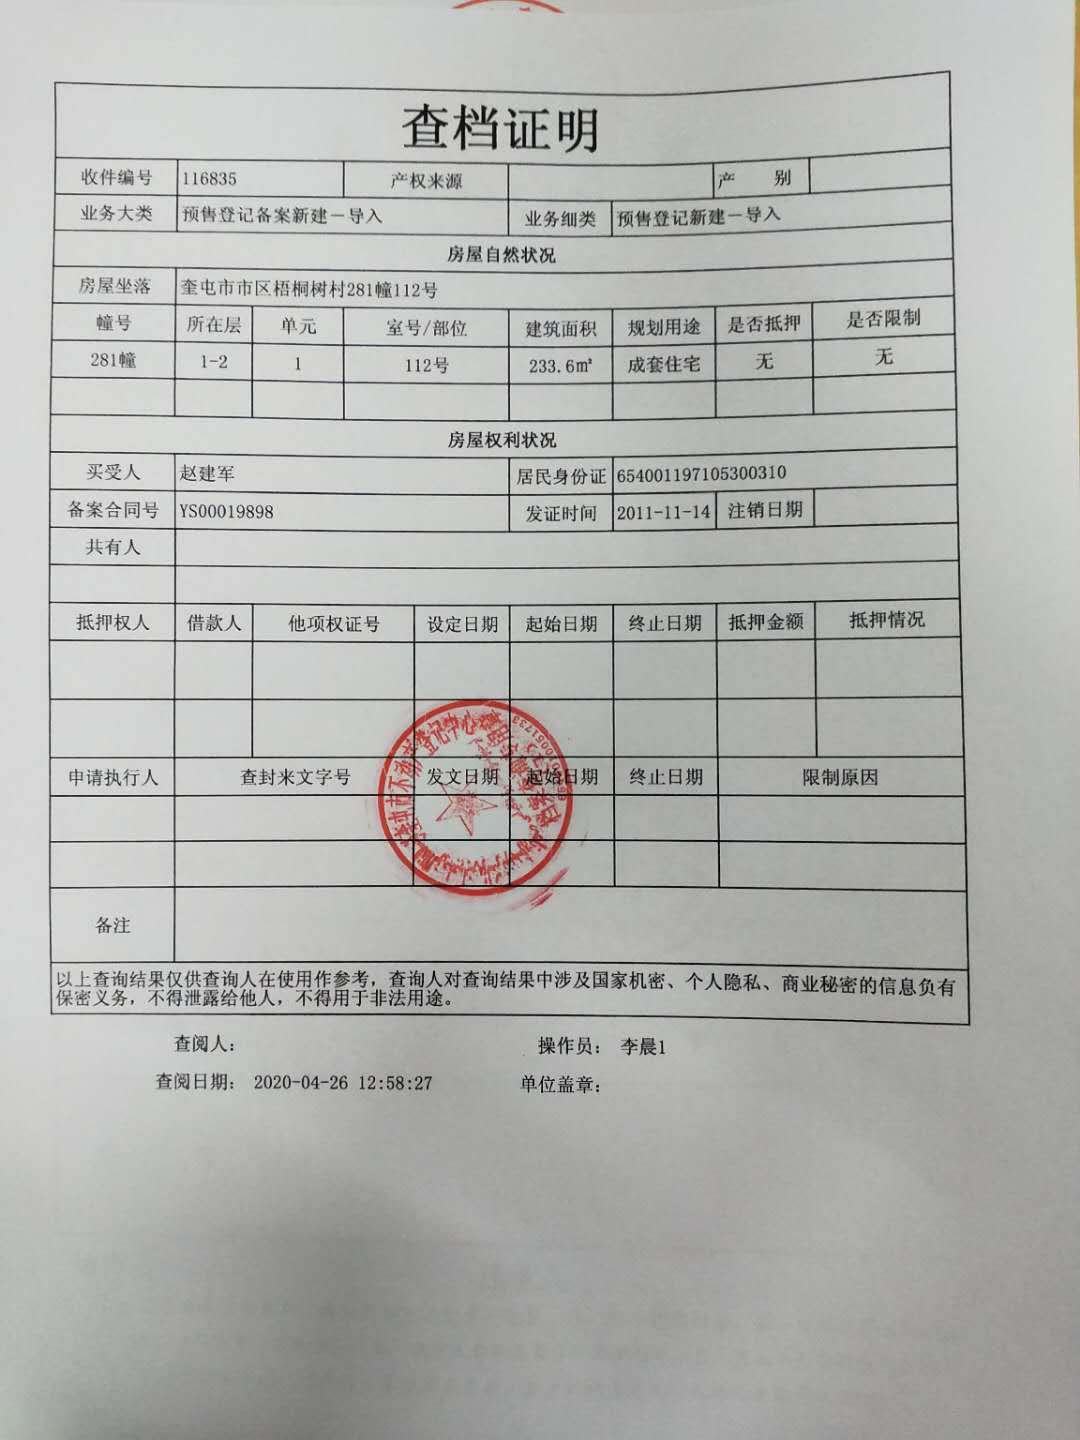 查档证明
收件编号 116835 产权来源 产 别
业务大类 预售登记备案新建－导入 业务细类 预售登记新建－导入
房屋自然状况
房屋坐落 奎屯市市区梧桐树村281幢112号
幢号 所在层 单元 室号/部位 建筑面积 规划用途 是否抵押 是否限制
281幢 1-2 1 112号 233.6㎡ 成套住宅 无 无
房屋权利状况
买受人 赵建军 居民身份证 654001197105300310
备案合同号 YS00019898 发证时间 2011-11-14 注销日期
共有人
抵押权人 借款人 他项权证号 设定日期 起始日期 终止日期 抵押金额 抵押情况
申请执行人 查封来文字号 发文日期 起始日期 终止日期 限制原因
备注
以上查询结果仅供查询人在使用作参考，查询人对查询结果中涉及国家机密、个人隐私、商业秘密的信息负有
保密义务，不得泄露给他人，不得用于非法用途。
查阅人： 操作员： 李晨1
查阅日期： 2020-04-26 12:58:27 单位盖章：